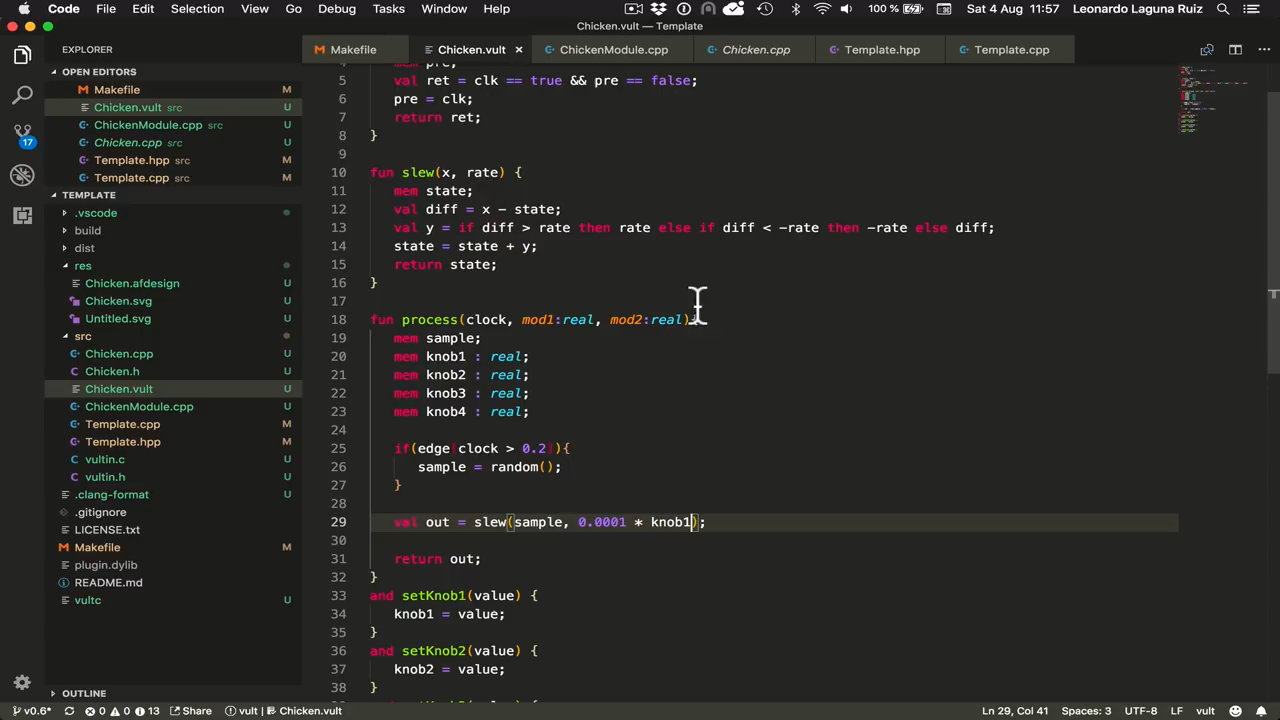 Code File Edit Selection View Go Debug Tasks Window Help 100 % Sat 4 Aug 11:57 Leonardo Laguna Ruiz
Chicken.vult — Template
EXPLORER
Makefile Chicken.vult × ChickenModule.cpp Chicken.cpp Template.hpp Template.cpp
OPEN EDITORS
Makefile M
Chicken.vult src U
ChickenModule.cpp src U
Chicken.cpp src U
Template.hpp src M
Template.cpp src M
TEMPLATE
.vscode
build
dist
res
Chicken.afdesign U
Chicken.svg U
Untitled.svg U
src
Chicken.cpp U
Chicken.h U
Chicken.vult U
ChickenModule.cpp U
Template.cpp M
Template.hpp M
vultin.c U
vultin.h U
.clang-format U
.gitignore
LICENSE.txt
Makefile M
plugin.dylib
README.md
vultc U
OUTLINE
17
4 mem pre;
5 val ret = clk == true && pre == false;
6 pre = clk;
7 return ret;
8 }
9
10 fun slew(x, rate) {
11 mem state;
12 val diff = x - state;
13 val y = if diff > rate then rate else if diff < -rate then -rate else diff;
14 state = state + y;
15 return state;
16 }
17
18 fun process(clock, mod1:real, mod2:real){
19 mem sample;
20 mem knob1 : real;
21 mem knob2 : real;
22 mem knob3 : real;
23 mem knob4 : real;
24
25 if(edge(clock > 0.2)){
26 sample = random();
27 }
28
29 val out = slew(sample, 0.0001 * knob1);
30
31 return out;
32 }
33 and setKnob1(value) {
34 knob1 = value;
35 }
36 and setKnob2(value) {
37 knob2 = value;
38 }
v0.6* 0 0 13 Share vult | Chicken.vult Ln 29, Col 41 Spaces: 3 UTF-8 LF vult